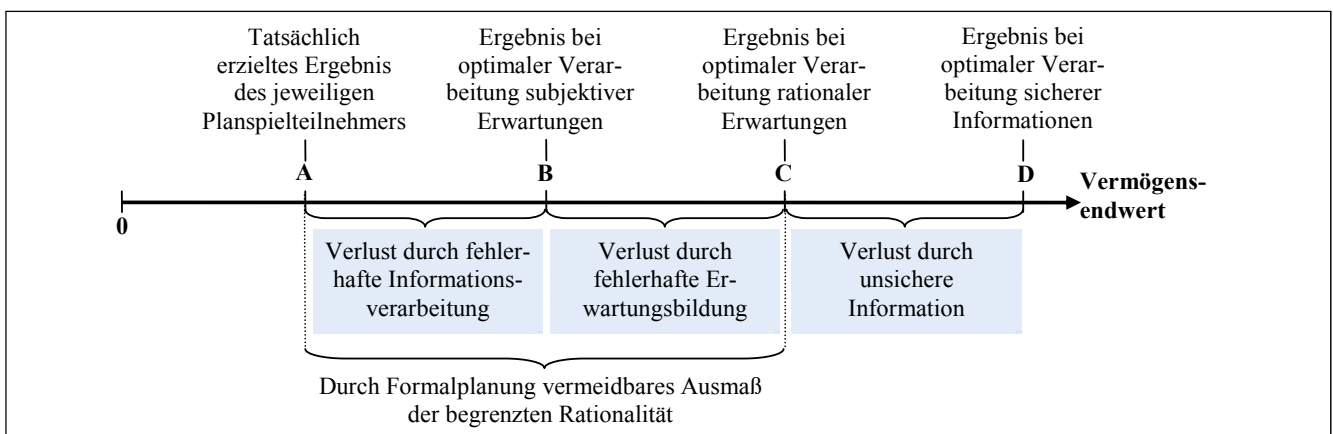 Tatsächlich
erzieltes Ergebnis
des jeweiligen
Planspielteilnehmers
Ergebnis bei
optimaler Verar-
beitung subjektiver
Erwartungen
Ergebnis bei
optimaler Verar-
beitung rationaler
Erwartungen
Ergebnis bei
optimaler Verar-
beitung sicherer
Informationen
A
B
C
D
Vermögens-
endwert
0
Verlust durch fehler-
hafte Informations-
verarbeitung
Verlust durch
fehlerhafte Er-
wartungsbildung
Verlust durch
unsichere
Information
Durch Formalplanung vermeidbares Ausmaß
der begrenzten Rationalität